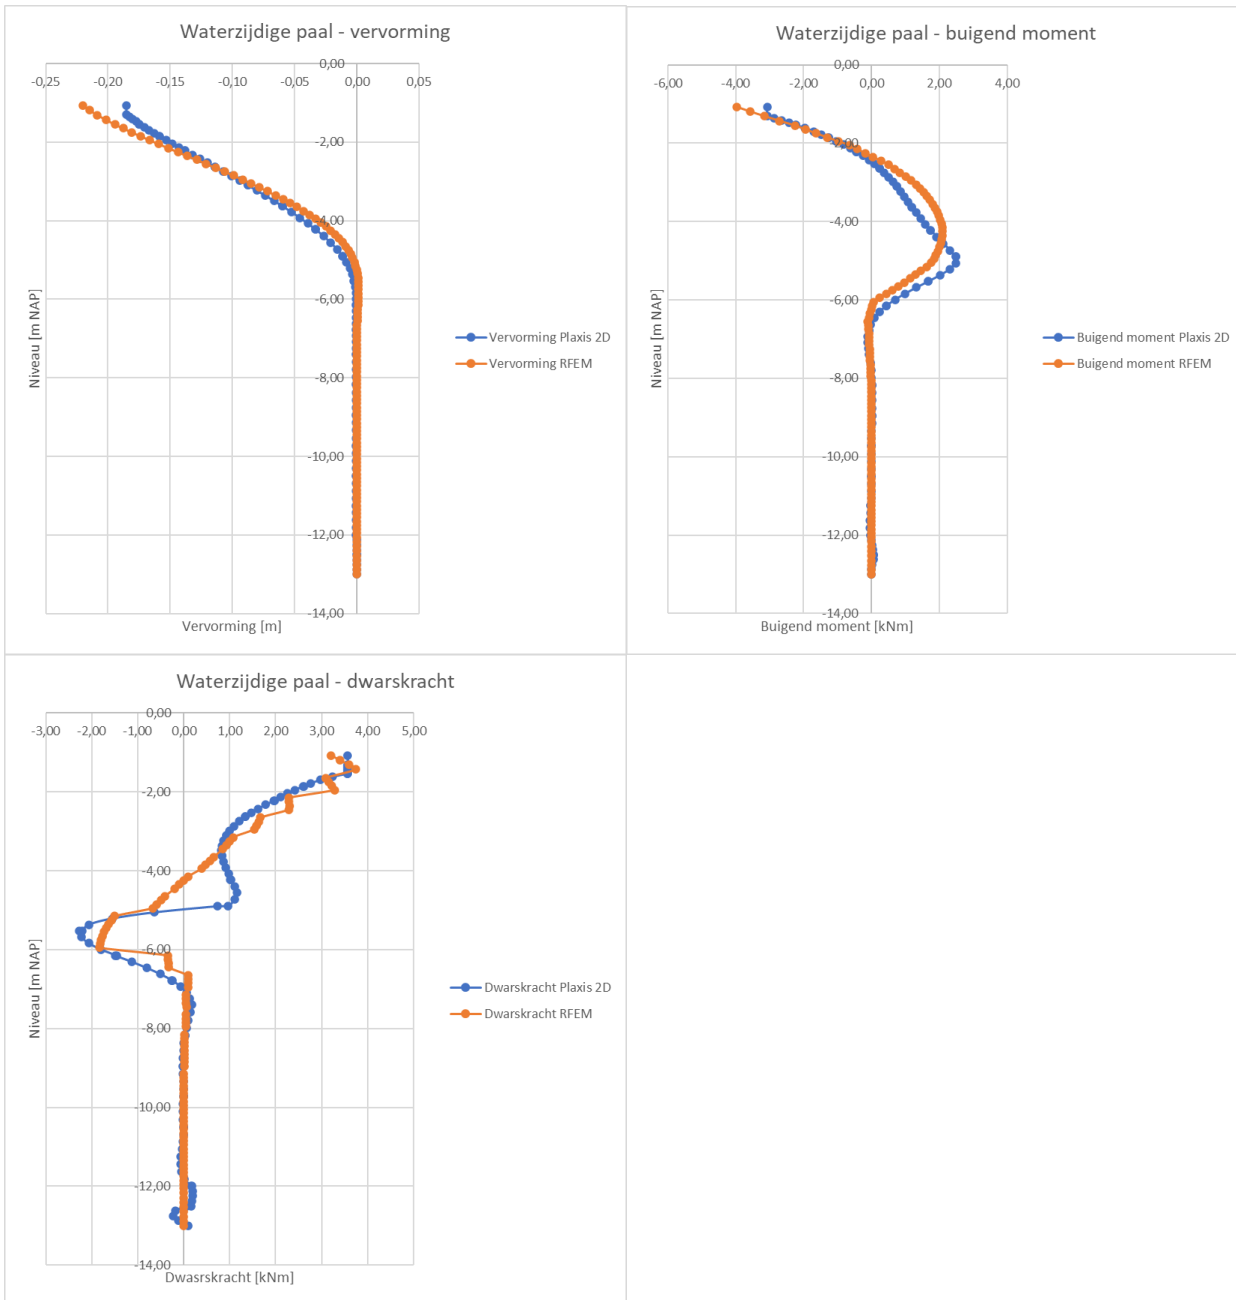 Waterzijdige paal - vervorming
0,00
-0,25 -0,20 -0,15 -0,10 -0,05 0,00 0,05
-2,00
-4,00
-6,00
-8,00
-10,00
-12,00
-14,00
Niveau [m NAP]
Vervorming [m]
Vervorming Plaxis 2D
Vervorming RFEM
Waterzijdige paal - buigend moment
0,00
-6,00 -4,00 -2,00 0,00 2,00 4,00
-2,00
-4,00
-6,00
-8,00
-10,00
-12,00
-14,00
Niveau [m NAP]
Buigend moment [kNm]
Buigend moment Plaxis 2D
Buigend moment RFEM
Waterzijdige paal - dwarskracht
0,00
-3,00 -2,00 -1,00 0,00 1,00 2,00 3,00 4,00 5,00
-2,00
-4,00
-6,00
-8,00
-10,00
-12,00
-14,00
Niveau [m NAP]
Dwasrskracht [kNm]
Dwarskracht Plaxis 2D
Dwarskracht RFEM